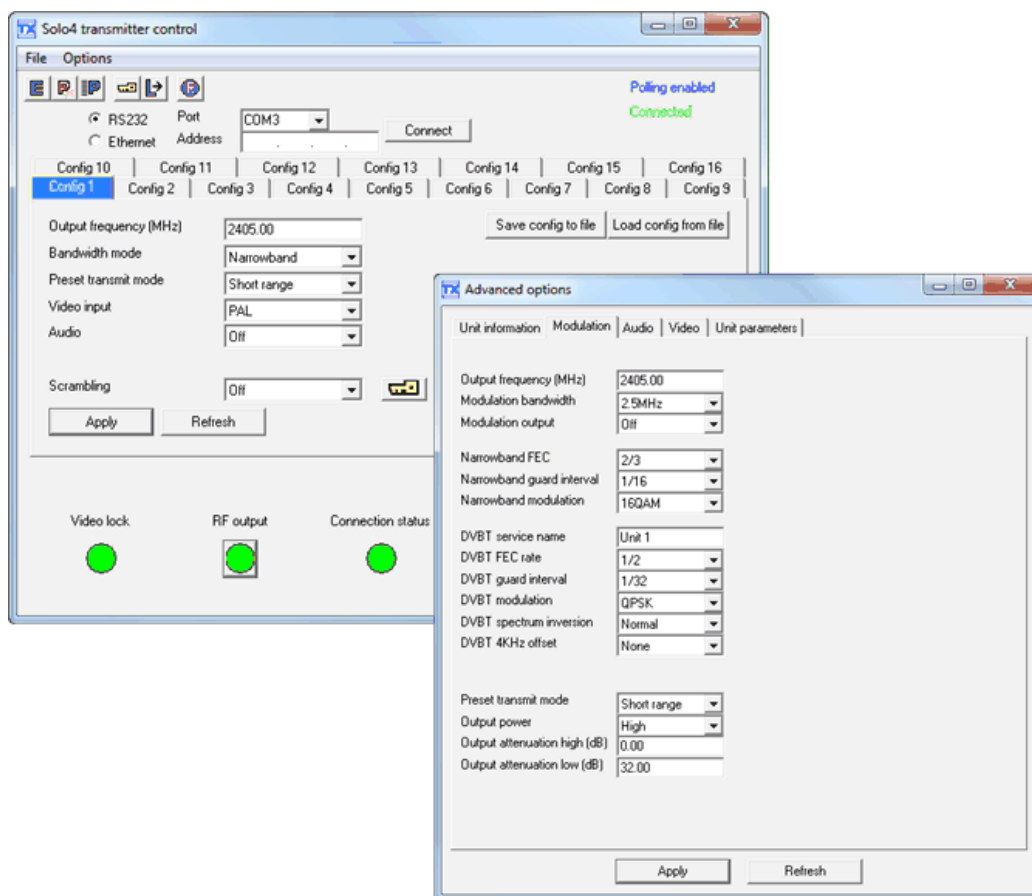 TX Solo4 transmitter control
File Options
E P IP
Polling enabled
RS232 Port COM3
Connected
Ethernet Address . . . Connect
Config 10 Config 11 Config 12 Config 13 Config 14 Config 15 Config 16
Config 1 Config 2 Config 3 Config 4 Config 5 Config 6 Config 7 Config 8 Config 9
Output frequency (MHz) 2405.00 Save config to file Load config from file
Bandwidth mode Narrowband
Preset transmit mode Short range
Video input PAL
Audio Off
Scrambling Off
Apply Refresh
Video lock RF output Connection status
TX Advanced options
Unit information Modulation Audio Video Unit parameters
Output frequency (MHz) 2405.00
Modulation bandwidth 2.5MHz
Modulation output Off
Narrowband FEC 2/3
Narrowband guard interval 1/16
Narrowband modulation 16QAM
DVBT service name Unit 1
DVBT FEC rate 1/2
DVBT guard interval 1/32
DVBT modulation QPSK
DVBT spectrum inversion Normal
DVBT 4KHz offset None
Preset transmit mode Short range
Output power High
Output attenuation high (dB) 0.00
Output attenuation low (dB) 32.00
Apply Refresh